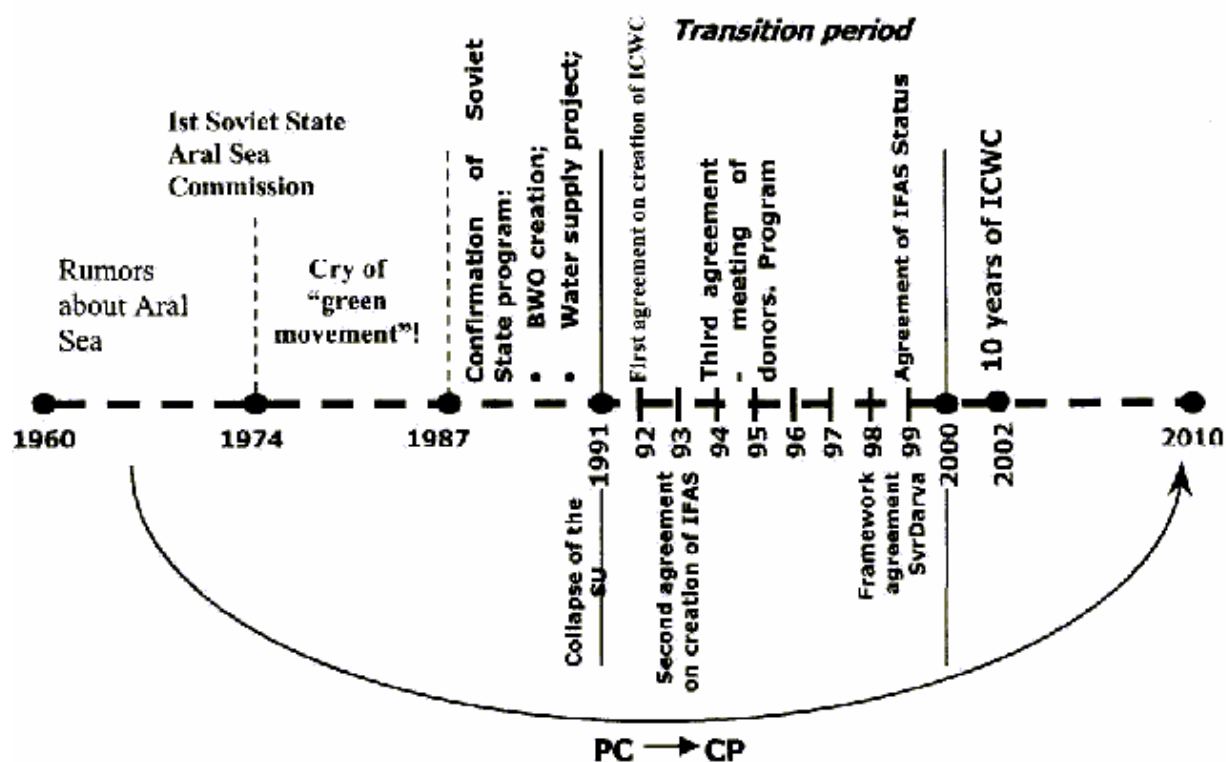 Transition period
Ist Soviet State
Aral Sea
Commission
Rumors
about Aral
Sea
Cry of
“green
movement”!
Confirmation of Soviet
State program:
• BWO creation;
• Water supply project;
First agreement on creation of ICWC
Third agreement
- meeting of
donors. Program
Agreement of IFAS Status
10 years of ICWC
1960
1974
1987
1991
92
93
94
95
96
97
98
99
2000
2002
2010
Collapse of the
SU
Second agreement
on creation of IFAS
Framework
agreement
SvrDarva
PC → CP